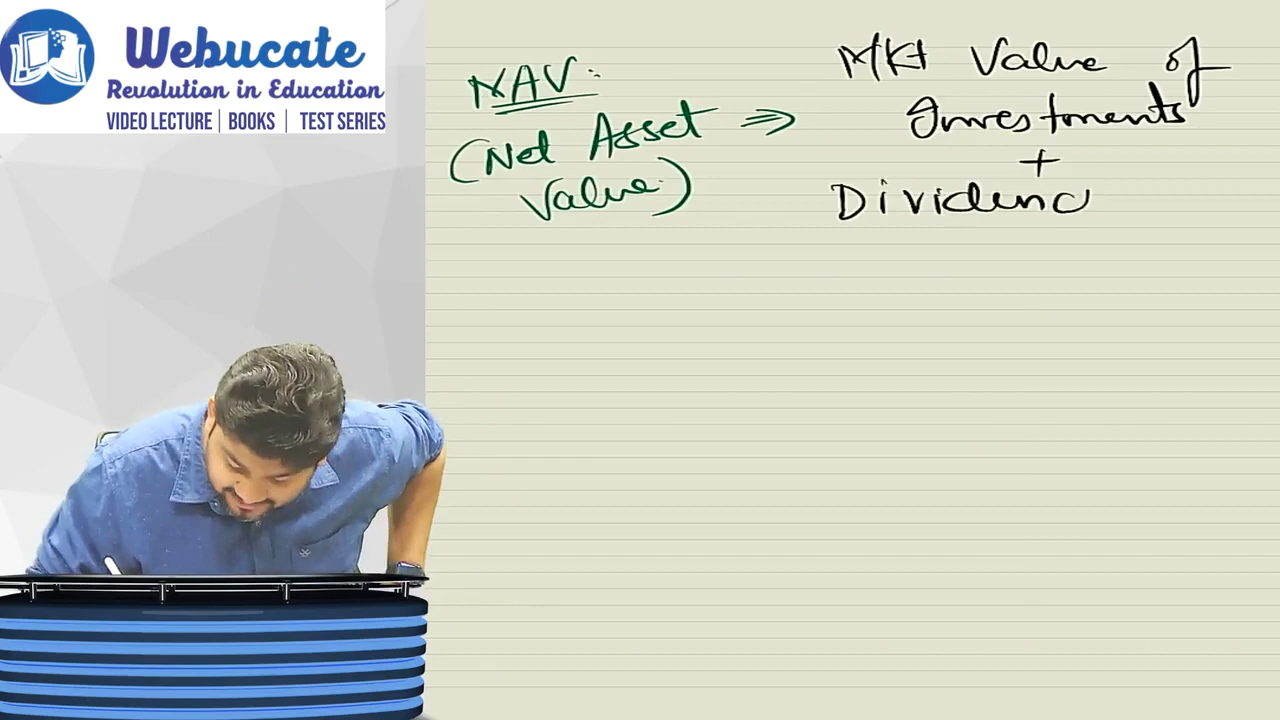 Webucate
Revolution in Education
VIDEO LECTURE | BOOKS | TEST SERIES
NAV:
(Net Asset
Value)
⇒
Mkt Value of
Investments
+
Dividend